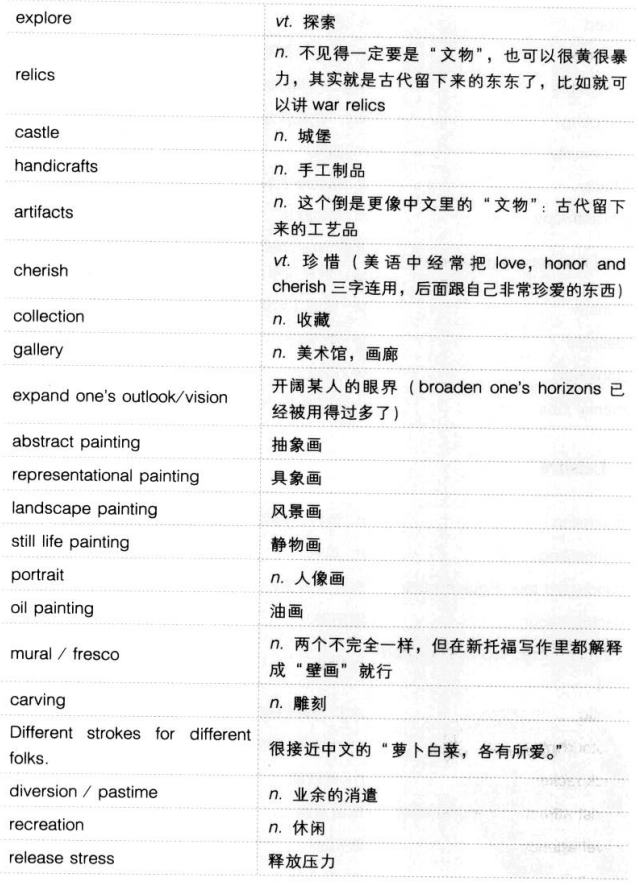 explore vt. 探索
relics n. 不见得一定要是“文物”，也可以很黄很暴
力，其实就是古代留下来的东东了，比如就可
以讲 war relics
castle n. 城堡
handicrafts n. 手工制品
artifacts n. 这个倒是更像中文里的“文物”：古代留下
来的工艺品
cherish vt. 珍惜（美语中经常把 love, honor and
cherish 三字连用，后面跟自己非常珍爱的东西）
collection n. 收藏
gallery n. 美术馆，画廊
expand one's outlook/vision 开阔某人的眼界（broaden one's horizons 已
经被用得过多了）
abstract painting 抽象画
representational painting 具象画
landscape painting 风景画
still life painting 静物画
portrait n. 人像画
oil painting 油画
mural / fresco n. 两个不完全一样，但在新托福写作里都解释
成“壁画”就行
carving n. 雕刻
Different strokes for different
folks. 很接近中文的“萝卜白菜，各有所爱。”
diversion / pastime n. 业余的消遣
recreation n. 休闲
release stress 释放压力